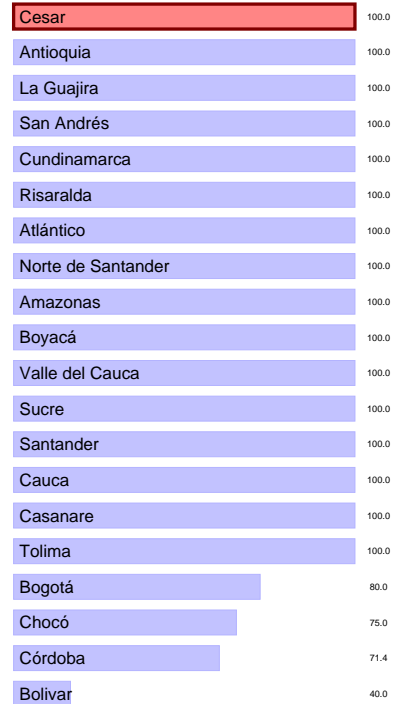 Cesar 100.0
Antioquia 100.0
La Guajira 100.0
San Andrés 100.0
Cundinamarca 100.0
Risaralda 100.0
Atlántico 100.0
Norte de Santander 100.0
Amazonas 100.0
Boyacá 100.0
Valle del Cauca 100.0
Sucre 100.0
Santander 100.0
Cauca 100.0
Casanare 100.0
Tolima 100.0
Bogotá 80.0
Chocó 75.0
Córdoba 71.4
Bolivar 40.0